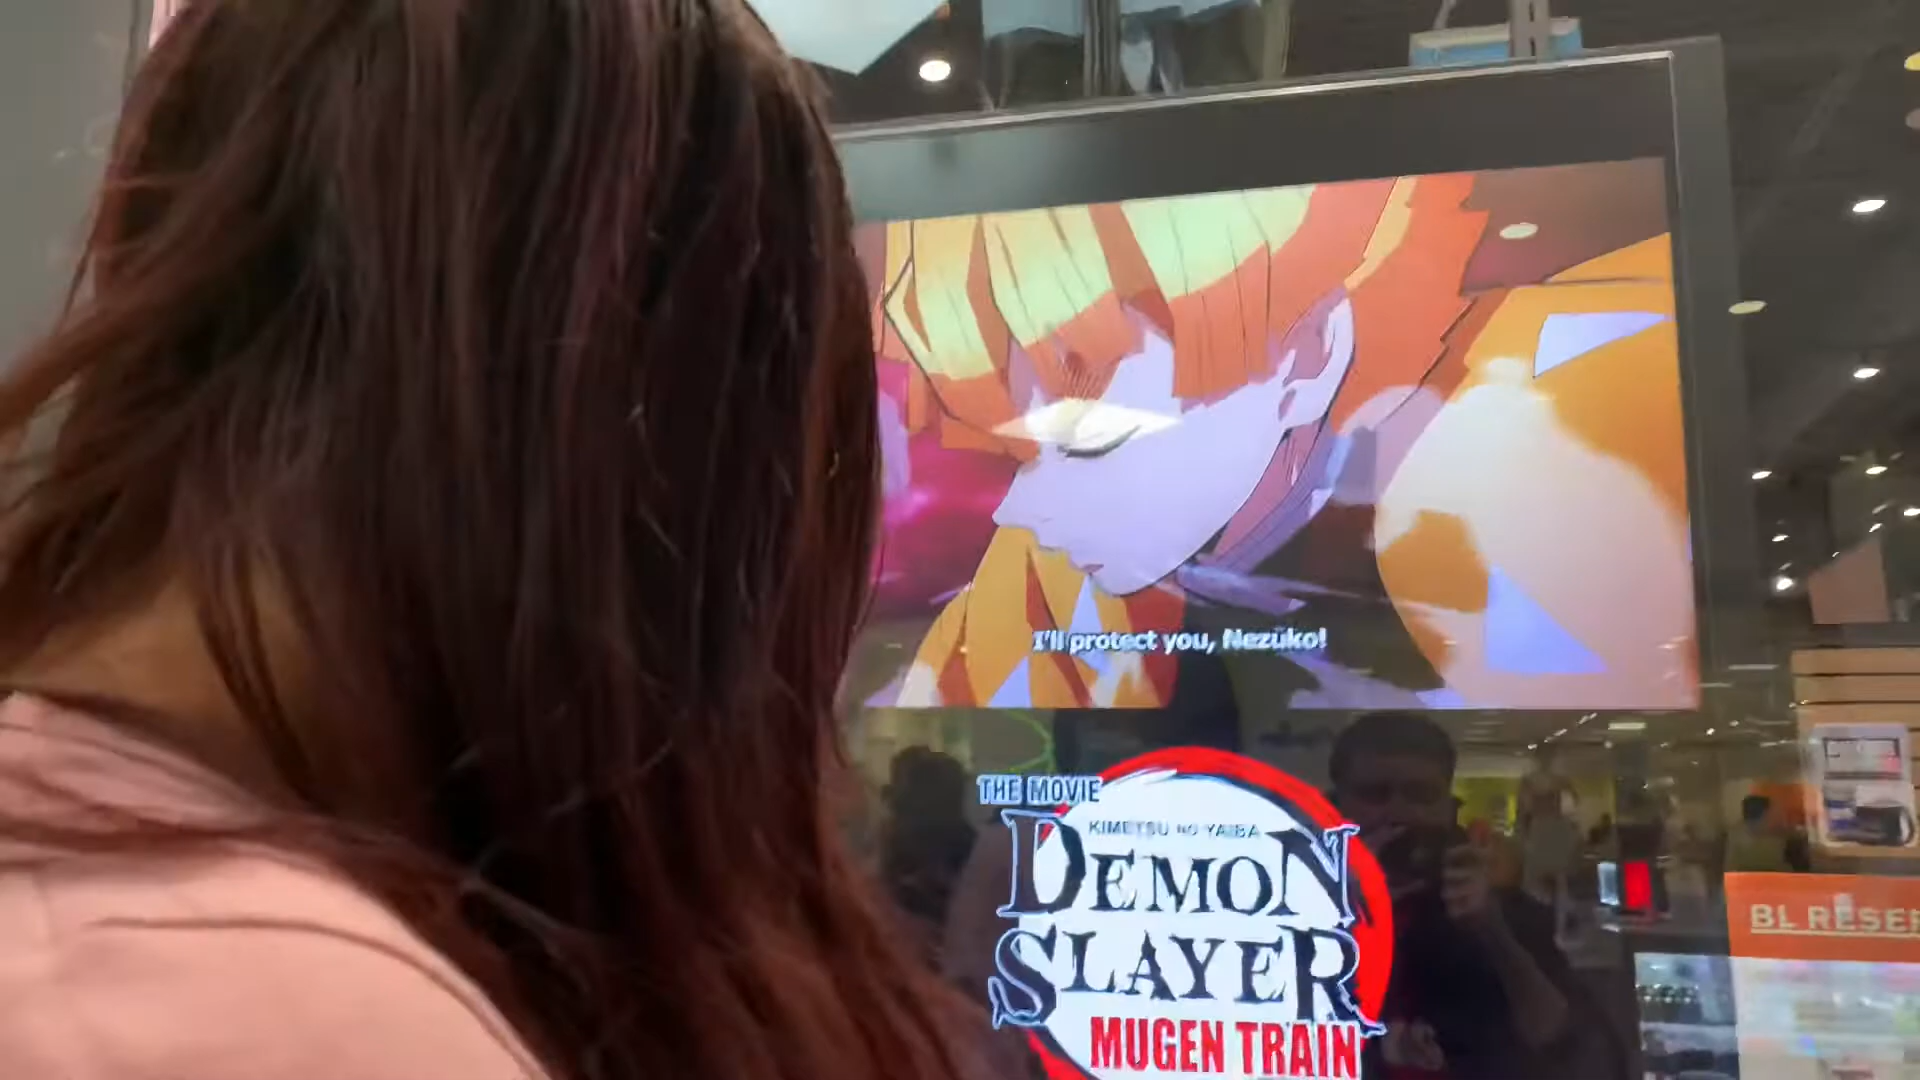 I'll protect you, Nezuko!
THE MOVIE
KIMETSU NO YAIBA
DEMON
SLAYER
MUGEN TRAIN
BL RESER